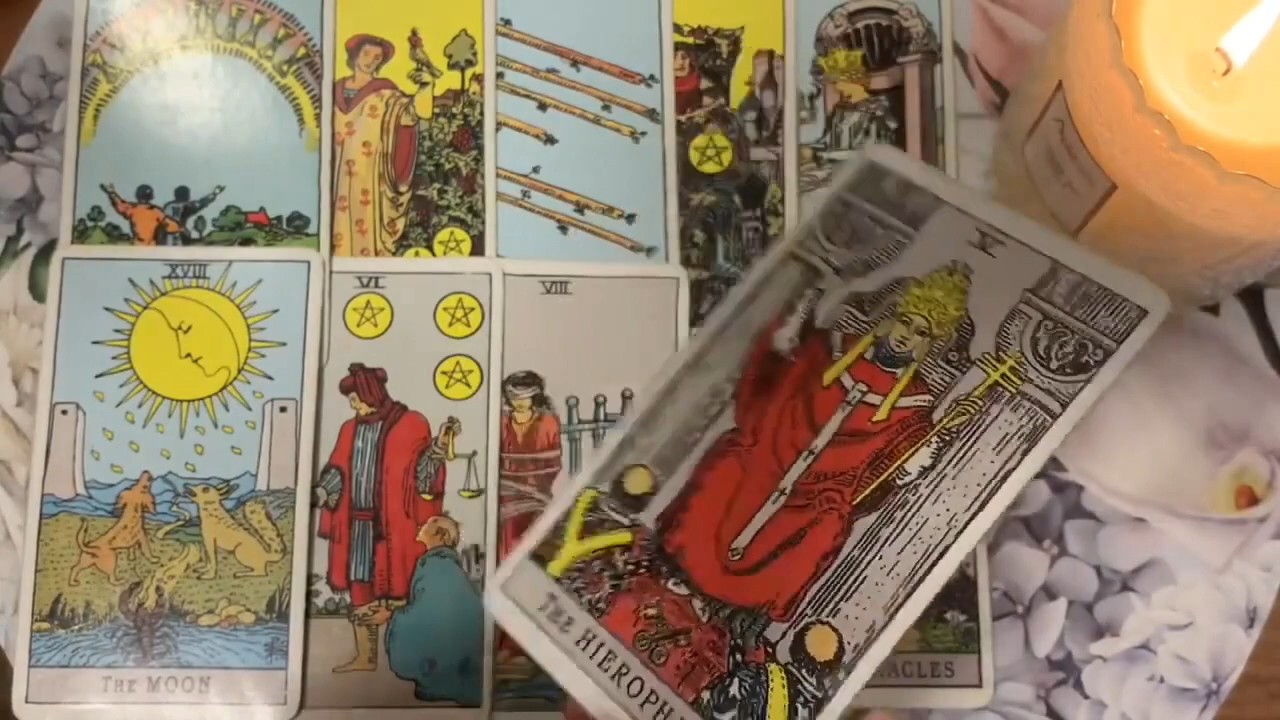 XVIII
VI
VIII
V
THE MOON
THE HIEROPH
ACLES